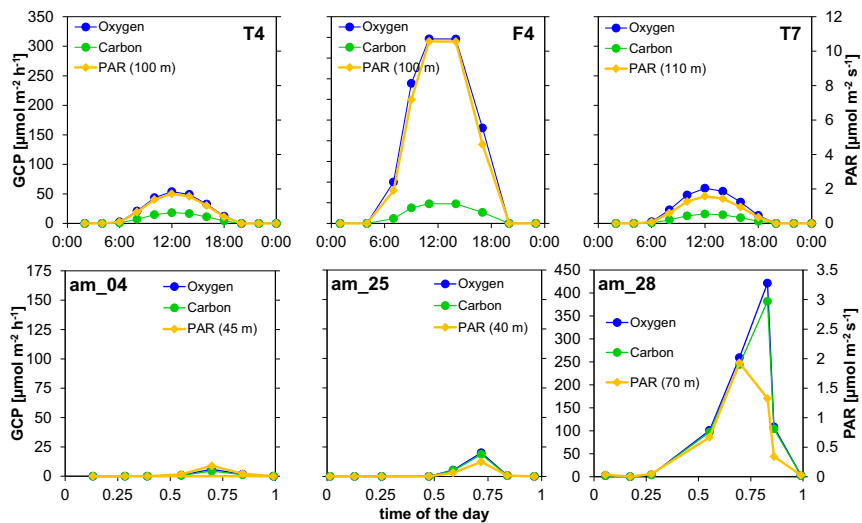 T4
Oxygen
Carbon
PAR (100 m)
GCP [µmol m⁻² h⁻¹]
350
300
250
200
150
100
50
0
0:00 6:00 12:00 18:00 0:00
F4
Oxygen
Carbon
PAR (100 m)
0:00 6:00 12:00 18:00 0:00
T7
Oxygen
Carbon
PAR (110 m)
12
10
8
6
4
2
0
PAR [µmol m⁻² s⁻¹]
0:00 6:00 12:00 18:00 0:00
am_04
Oxygen
Carbon
PAR (45 m)
GCP [µmol m⁻² h⁻¹]
175
150
125
100
75
50
25
0
0 0.25 0.5 0.75 1
am_25
Oxygen
Carbon
PAR (40 m)
0 0.25 0.5 0.75 1
time of the day
am_28
Oxygen
Carbon
PAR (70 m)
450
400
350
300
250
200
150
100
50
0
3.5
3
2.5
2
1.5
1
0.5
0
PAR [µmol m⁻² s⁻¹]
0 0.25 0.5 0.75 1